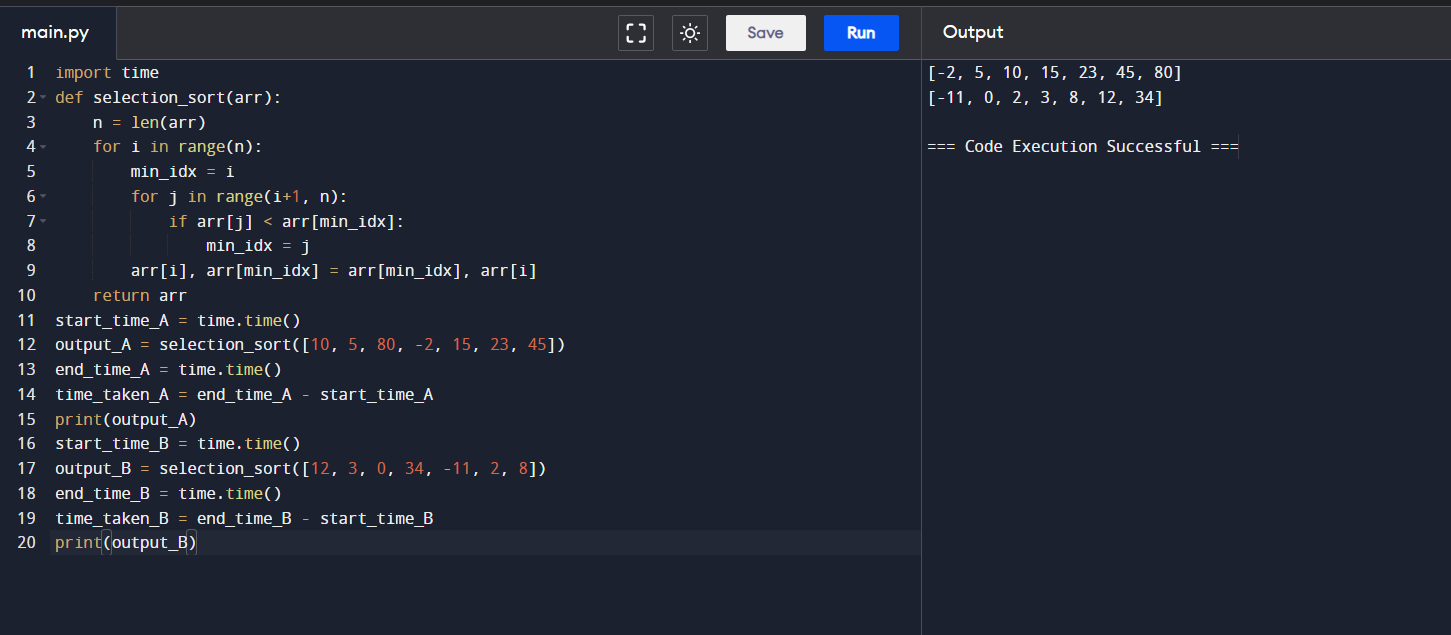 main.py
Save
Run
Output
1 import time
2 def selection_sort(arr):
3     n = len(arr)
4     for i in range(n):
5         min_idx = i
6         for j in range(i+1, n):
7             if arr[j] < arr[min_idx]:
8                 min_idx = j
9         arr[i], arr[min_idx] = arr[min_idx], arr[i]
10     return arr
11 start_time_A = time.time()
12 output_A = selection_sort([10, 5, 80, -2, 15, 23, 45])
13 end_time_A = time.time()
14 time_taken_A = end_time_A - start_time_A
15 print(output_A)
16 start_time_B = time.time()
17 output_B = selection_sort([12, 3, 0, 34, -11, 2, 8])
18 end_time_B = time.time()
19 time_taken_B = end_time_B - start_time_B
20 print(output_B)
[-2, 5, 10, 15, 23, 45, 80]
[-11, 0, 2, 3, 8, 12, 34]
=== Code Execution Successful ===